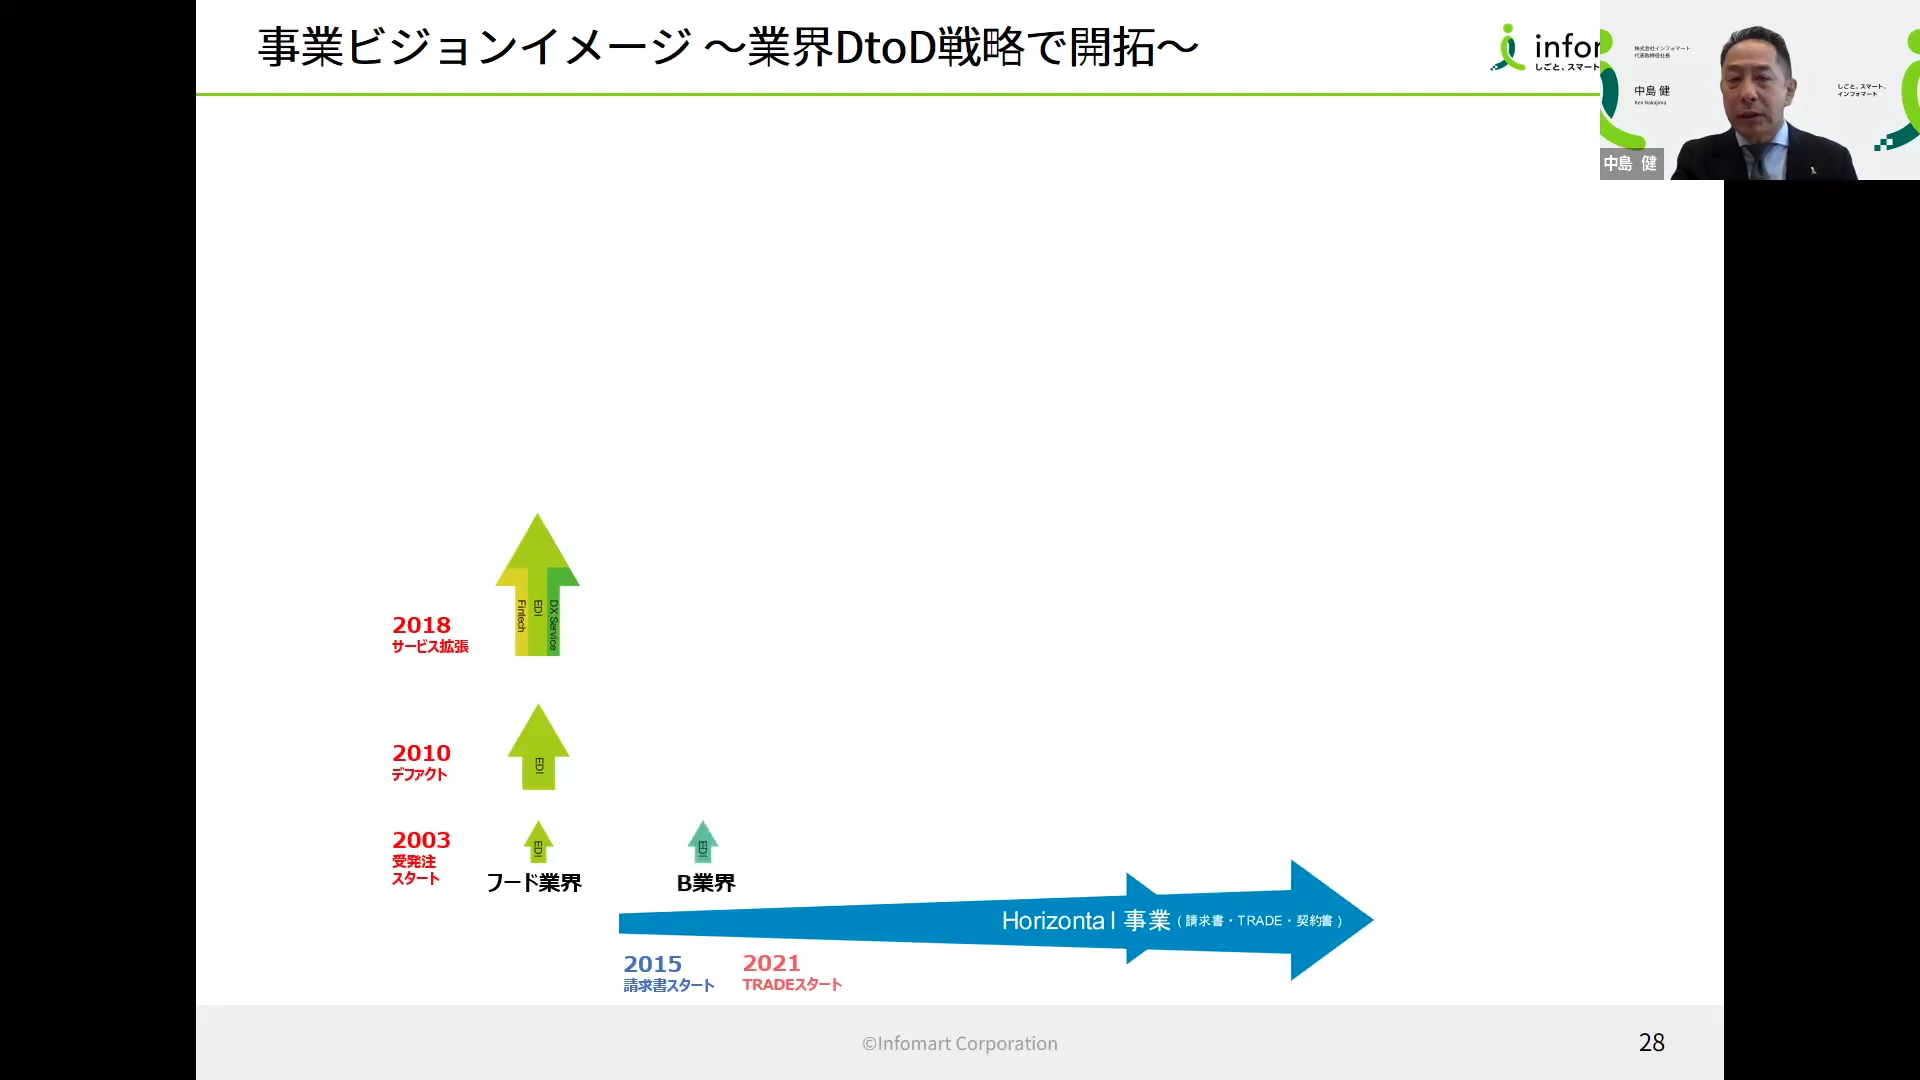 事業ビジョンイメージ ～業界DtoD戦略で開拓～
infor
しごと、スマート
株式会社インフォマート
代表取締役社長
中島 健
Ken Nakajima
しごと、スマート。
インフォマート
中島 健
2018
サービス拡張
Fintech
EDI
DX Service
2010
デファクト
EDI
2003
受発注
スタート
EDI
EDI
フード業界
B業界
Horizontal 事業（請求書・TRADE・契約書）
2015
請求書スタート
2021
TRADEスタート
©Infomart Corporation
28